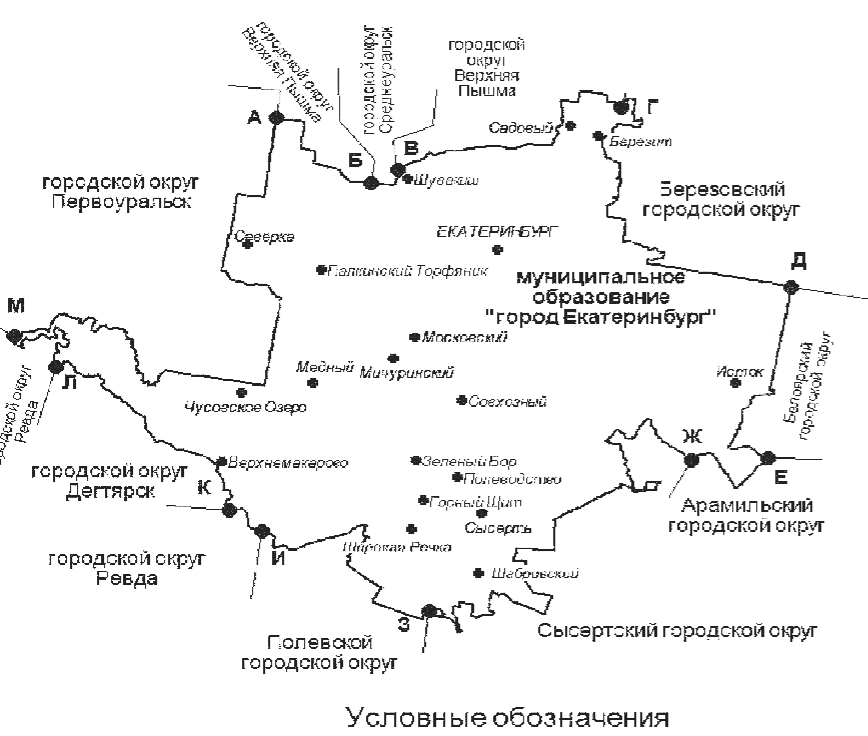 городской округ
Верхняя Пышма
городской округ
Среднеуральск
городской
округ
Верхняя
Пышма
А
Б
В
Г
Садовый
Березит
Шувакиш
городской округ
Первоуральск
Березовский
городской округ
Северка
ЕКАТЕРИНБУРГ
Палкинский Торфяник
муниципальное
образование
"город Екатеринбург"
Д
М
Московский
Мичуринский
Медный
Исток
Белоярский
городской округ
Л
городской округ
Ревда
Чусовское Озеро
Совхозный
Ж
Е
Верхнемакарово
Зеленый Бор
Полеводство
городской округ
Дегтярск
К
Горный Щит
Сысерть
Арамильский
городской округ
городской округ
Ревда
И
Широкая Речка
Шабровский
З
Полевской
городской округ
Сысертский городской округ
Условные обозначения